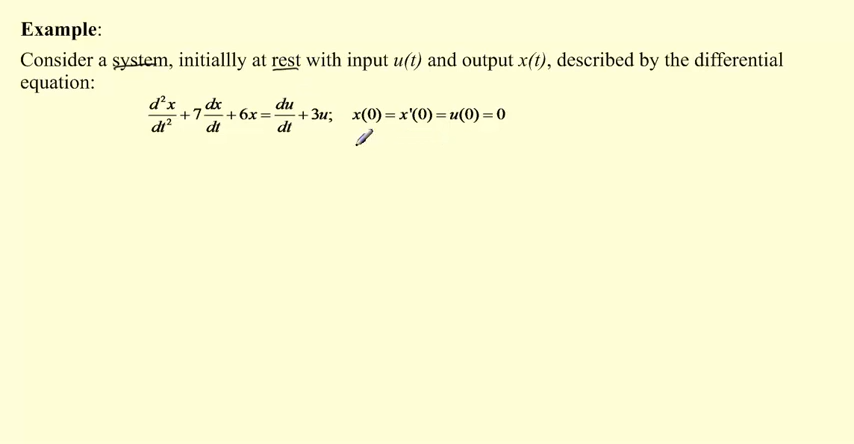 Example:
Consider a system, initiallly at rest with input u(t) and output x(t), described by the differential
equation:
d²x/dt² + 7 dx/dt + 6x = du/dt + 3u;   x(0) = x'(0) = u(0) = 0